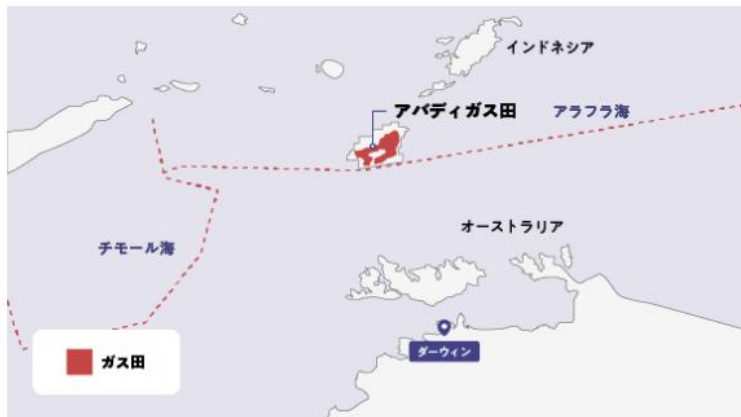 インドネシア
アバディガス田
アラフラ海
オーストラリア
チモール海
ダーウィン
ガス田